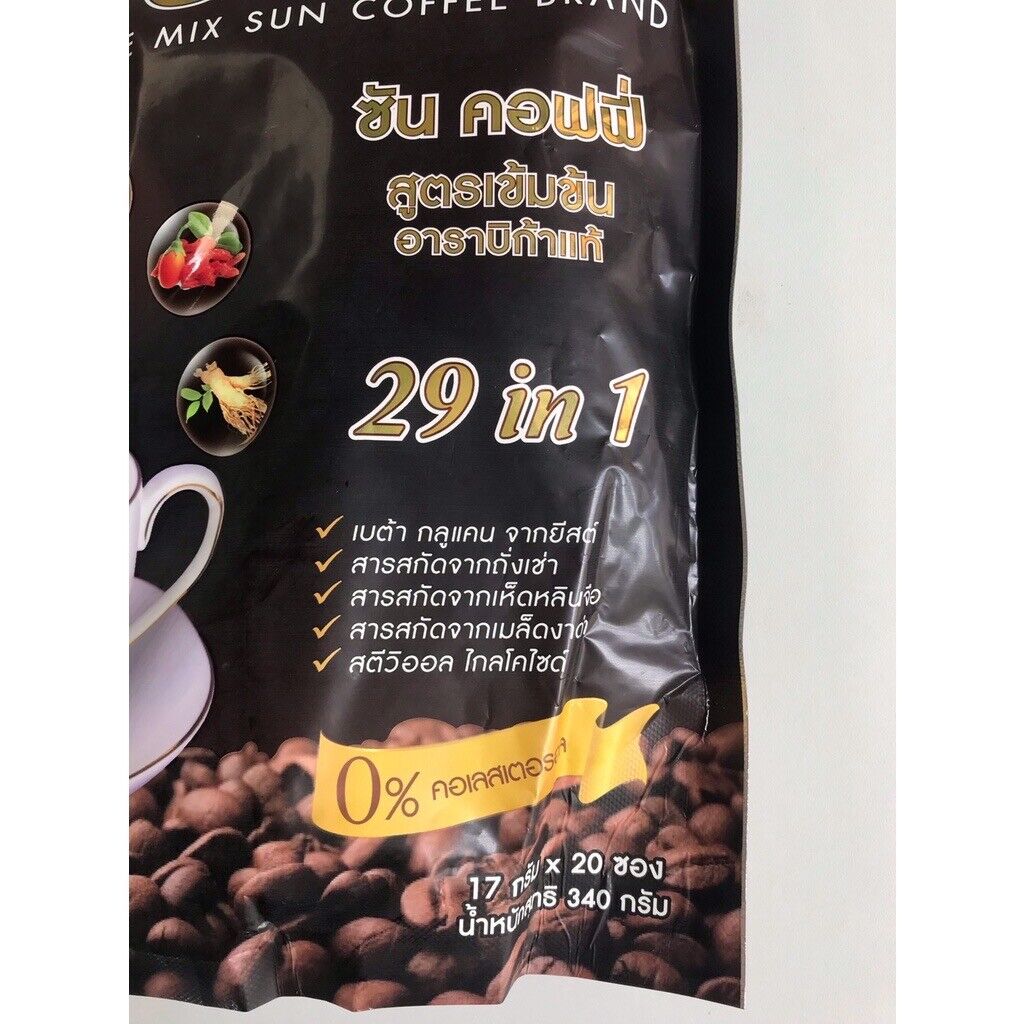 MIX SUN COFFEE BRAND
ซัน คอฟฟี่
สูตรเข้มข้น
อาราบิก้าแท้
29 in 1
✓ เบต้า กลูแคน จากยีสต์
✓ สารสกัดจากถั่งเช่า
✓ สารสกัดจากเห็ดหลินจือ
✓ สารสกัดจากเมล็ดงาดำ
✓ สตีวิออล ไกลโคไซด์
0% คอเลสเตอรอล
17 กรัม x 20 ซอง
น้ำหนักสุทธิ 340 กรัม